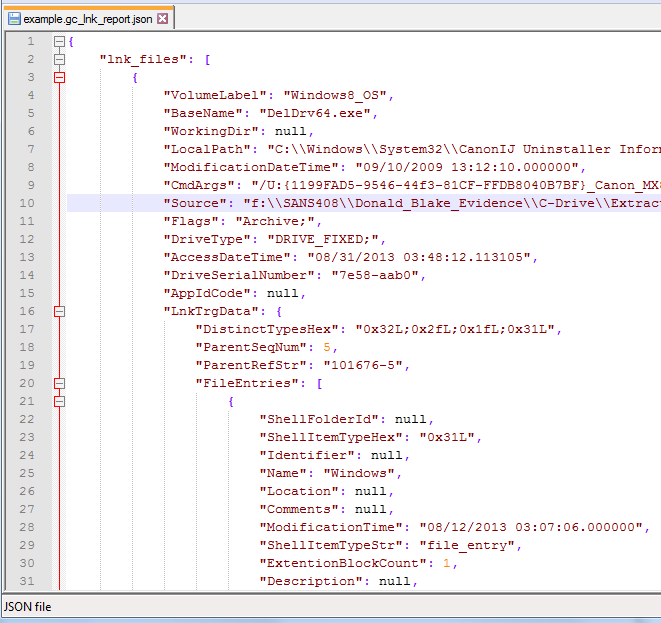 example.gc_lnk_report.json
1 {
2 "lnk_files": [
3 {
4 "VolumeLabel": "Windows8_OS",
5 "BaseName": "DelDrv64.exe",
6 "WorkingDir": null,
7 "LocalPath": "C:\\Windows\\System32\\CanonIJ Uninstaller Infor
8 "ModificationDateTime": "09/10/2009 13:12:10.000000",
9 "CmdArgs": "/U:{1199FAD5-9546-44f3-81CF-FFDB8040B7BF}_Canon_MX
10 "Source": "f:\\SANS408\\Donald_Blake_Evidence\\C-Drive\\Extrac
11 "Flags": "Archive;",
12 "DriveType": "DRIVE_FIXED;",
13 "AccessDateTime": "08/31/2013 03:48:12.113105",
14 "DriveSerialNumber": "7e58-aab0",
15 "AppIdCode": null,
16 "LnkTrgData": {
17 "DistinctTypesHex": "0x32L;0x2fL;0x1fL;0x31L",
18 "ParentSeqNum": 5,
19 "ParentRefStr": "101676-5",
20 "FileEntries": [
21 {
22 "ShellFolderId": null,
23 "ShellItemTypeHex": "0x31L",
24 "Identifier": null,
25 "Name": "Windows",
26 "Location": null,
27 "Comments": null,
28 "ModificationTime": "08/12/2013 03:07:06.000000",
29 "ShellItemTypeStr": "file_entry",
30 "ExtentionBlockCount": 1,
31 "Description": null,
JSON file